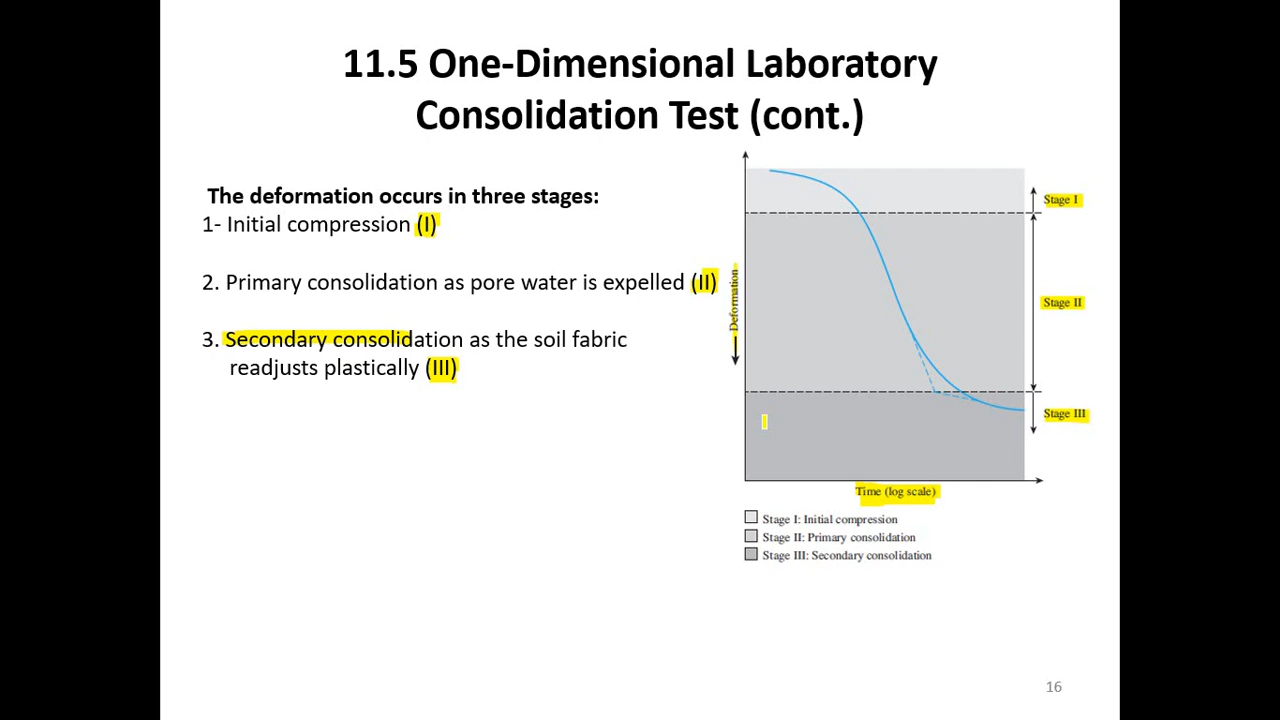 11.5 One-Dimensional Laboratory
Consolidation Test (cont.)
The deformation occurs in three stages:
1- Initial compression (I)
2. Primary consolidation as pore water is expelled (II)
3. Secondary consolidation as the soil fabric
readjusts plastically (III)
Deformation
Stage I
Stage II
Stage III
Time (log scale)
Stage I: Initial compression
Stage II: Primary consolidation
Stage III: Secondary consolidation
16